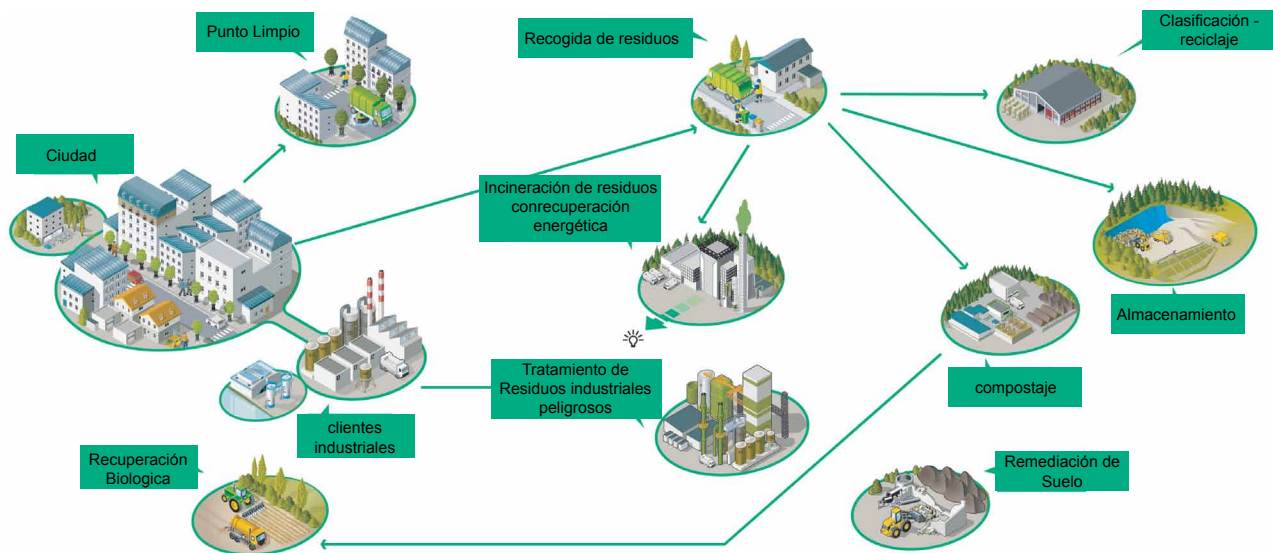 Punto Limpio
Recogida de residuos
Clasificación -
reciclaje
Ciudad
Incineración de residuos
conrecuperación
energética
Almacenamiento
Tratamiento de
Residuos industriales
peligrosos
compostaje
clientes
industriales
Recuperación
Biologica
Remediación de
Suelo